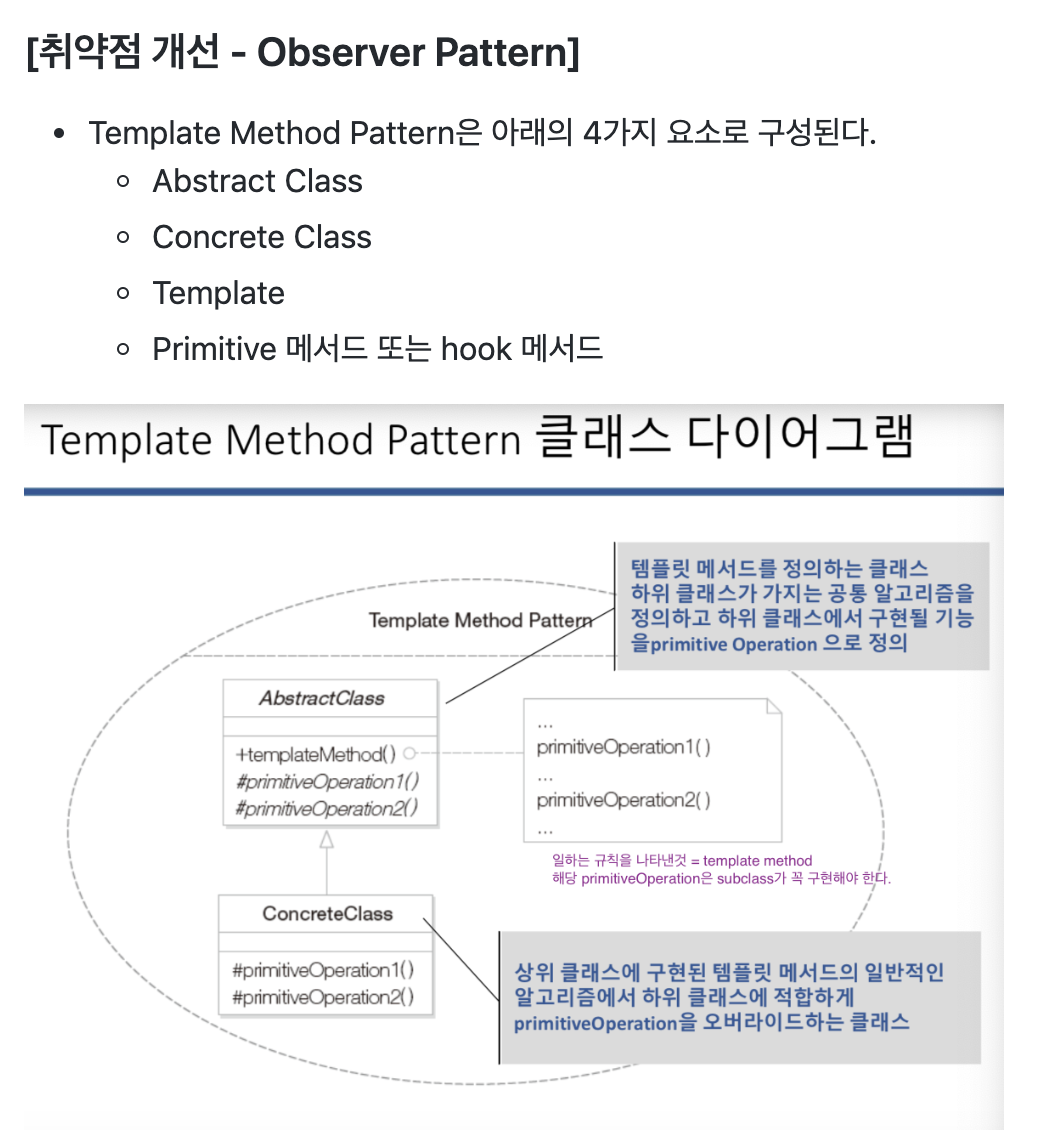 [취약점 개선 - Observer Pattern]
Template Method Pattern은 아래의 4가지 요소로 구성된다.
Abstract Class
Concrete Class
Template
Primitive 메서드 또는 hook 메서드
Template Method Pattern 클래스 다이어그램
템플릿 메서드를 정의하는 클래스
하위 클래스가 가지는 공통 알고리즘을
정의하고 하위 클래스에서 구현될 기능
을primitive Operation 으로 정의
Template Method Pattern
AbstractClass
+templateMethod()
#primitiveOperation1()
#primitiveOperation2()
...
primitiveOperation1( )
...
primitiveOperation2( )
...
일하는 규칙을 나타낸것 = template method
해당 primitiveOperation은 subclass가 꼭 구현해야 한다.
ConcreteClass
#primitiveOperation1()
#primitiveOperation2()
상위 클래스에 구현된 템플릿 메서드의 일반적인
알고리즘에서 하위 클래스에 적합하게
primitiveOperation을 오버라이드하는 클래스